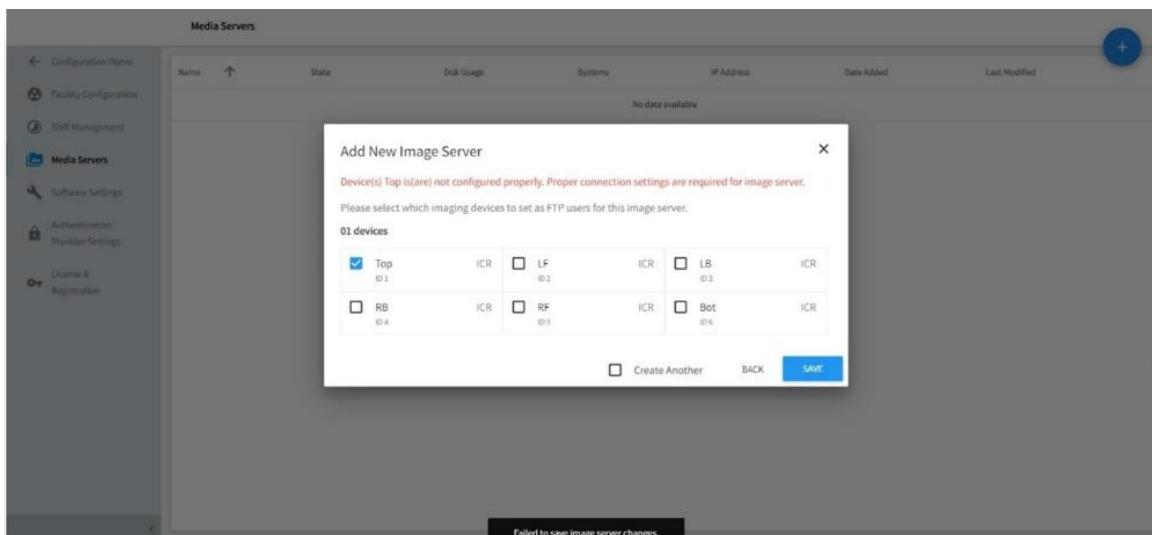 Media Servers
Configuration Home
Facility Configuration
Shift Management
Media Servers
Software Settings
Authentication
Provider Settings
License &
Registration
Name State Disk Usage Systems IP Address Date Added Last Modified
No data available
Add New Image Server
Device(s) Top is(are) not configured properly. Proper connection settings are required for image server.
Please select which imaging devices to set as FTP users for this image server.
01 devices
Top ICR LF ICR LB ICR
ID 1 ID 2 ID 3
RB ICR RF ICR Bot ICR
ID 4 ID 5 ID 6
Create Another BACK SAVE
Failed to save image server changes